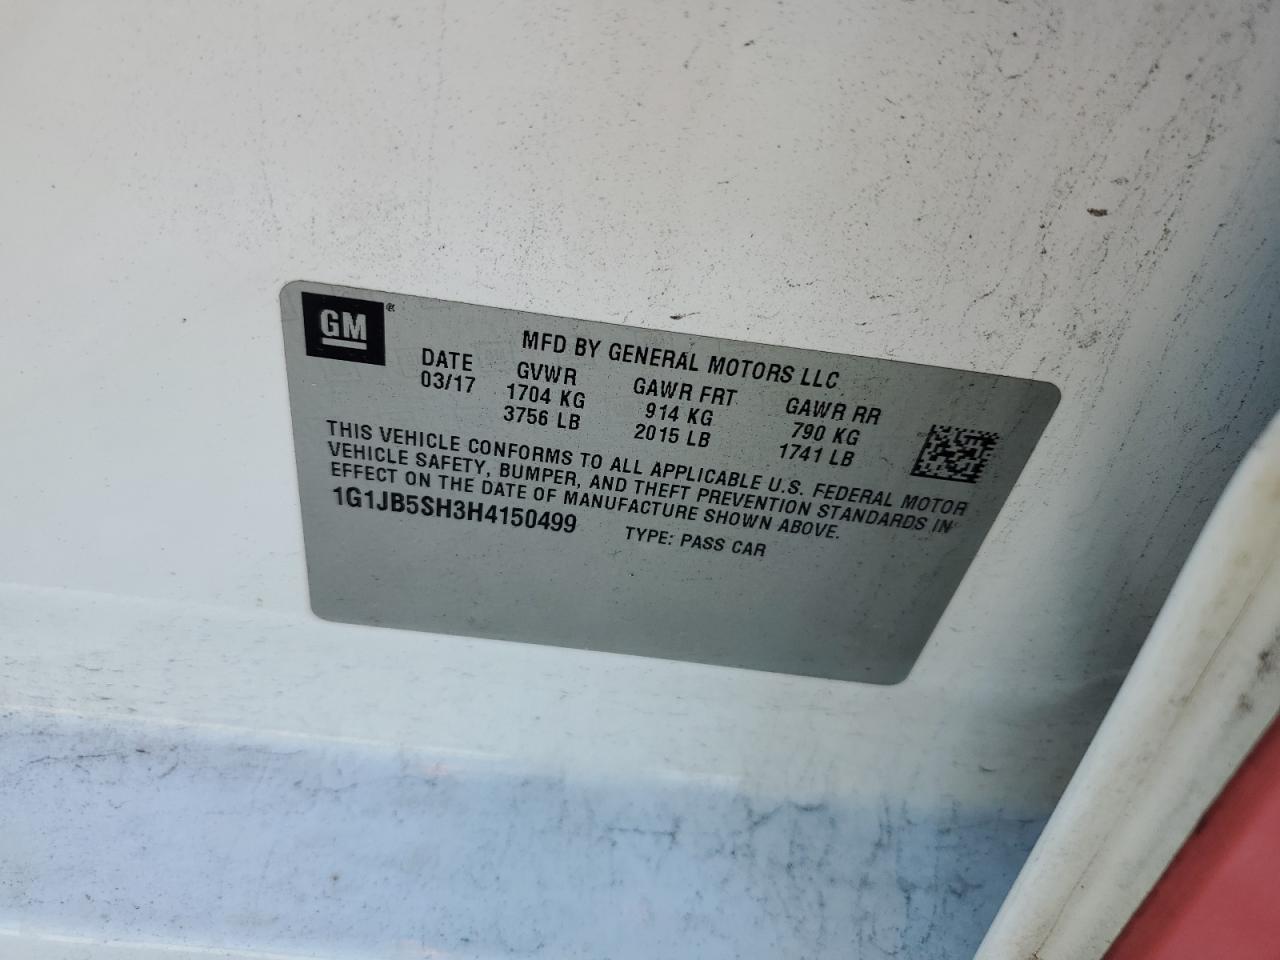 GM®
MFD BY GENERAL MOTORS LLC
DATE GVWR GAWR FRT GAWR RR
03/17 1704 KG 914 KG 790 KG
3756 LB 2015 LB 1741 LB
THIS VEHICLE CONFORMS TO ALL APPLICABLE U.S. FEDERAL MOTOR
VEHICLE SAFETY, BUMPER, AND THEFT PREVENTION STANDARDS IN
EFFECT ON THE DATE OF MANUFACTURE SHOWN ABOVE.
1G1JB5SH3H4150499 TYPE: PASS CAR